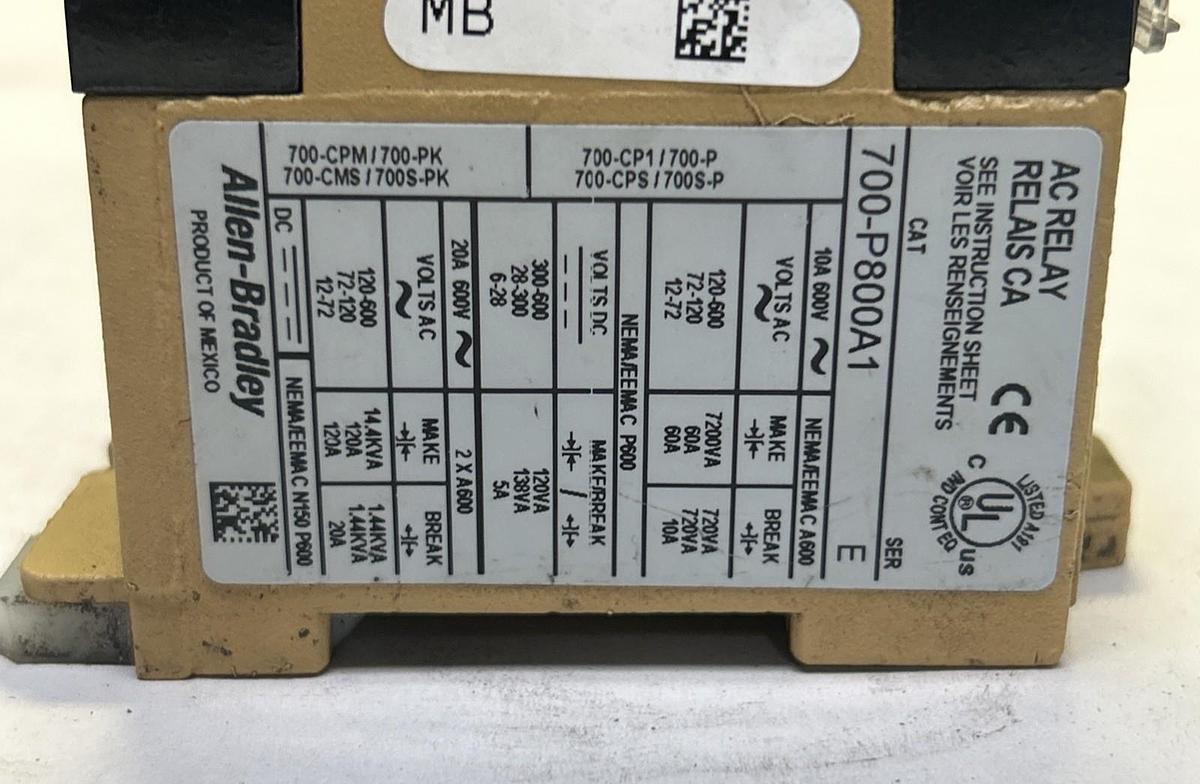 MB
AC RELAY
RELAIS CA
SEE INSTRUCTION SHEET
VOIR LES RENSEIGNEMENTS
CE
LISTED 4191
C UL US
®
IND CONT EQ
CAT
SER
700-P800A1
E
700-CP1 / 700-P
700-CPS / 700S-P
10A 600V ~
NEMA/EEMAC A600
VOLTS AC
~
MAKE
BREAK
120-600
72-120
12-72
7200VA
60A
60A
720VA
720VA
10A
NEMA/EEMAC P600
VOLTS DC
MAKE/BREAK
/
300-600
28-300
6-28
120VA
138VA
5A
700-CPM / 700-PK
700-CMS / 700S-PK
20A 600V ~
2 X A600
VOLTS AC
~
MAKE
BREAK
120-600
72-120
12-72
14.4KVA
120A
120A
1.44KVA
1.44KVA
20A
DC
NEMA/EEMAC N150 P600
Allen-Bradley
PRODUCT OF MEXICO